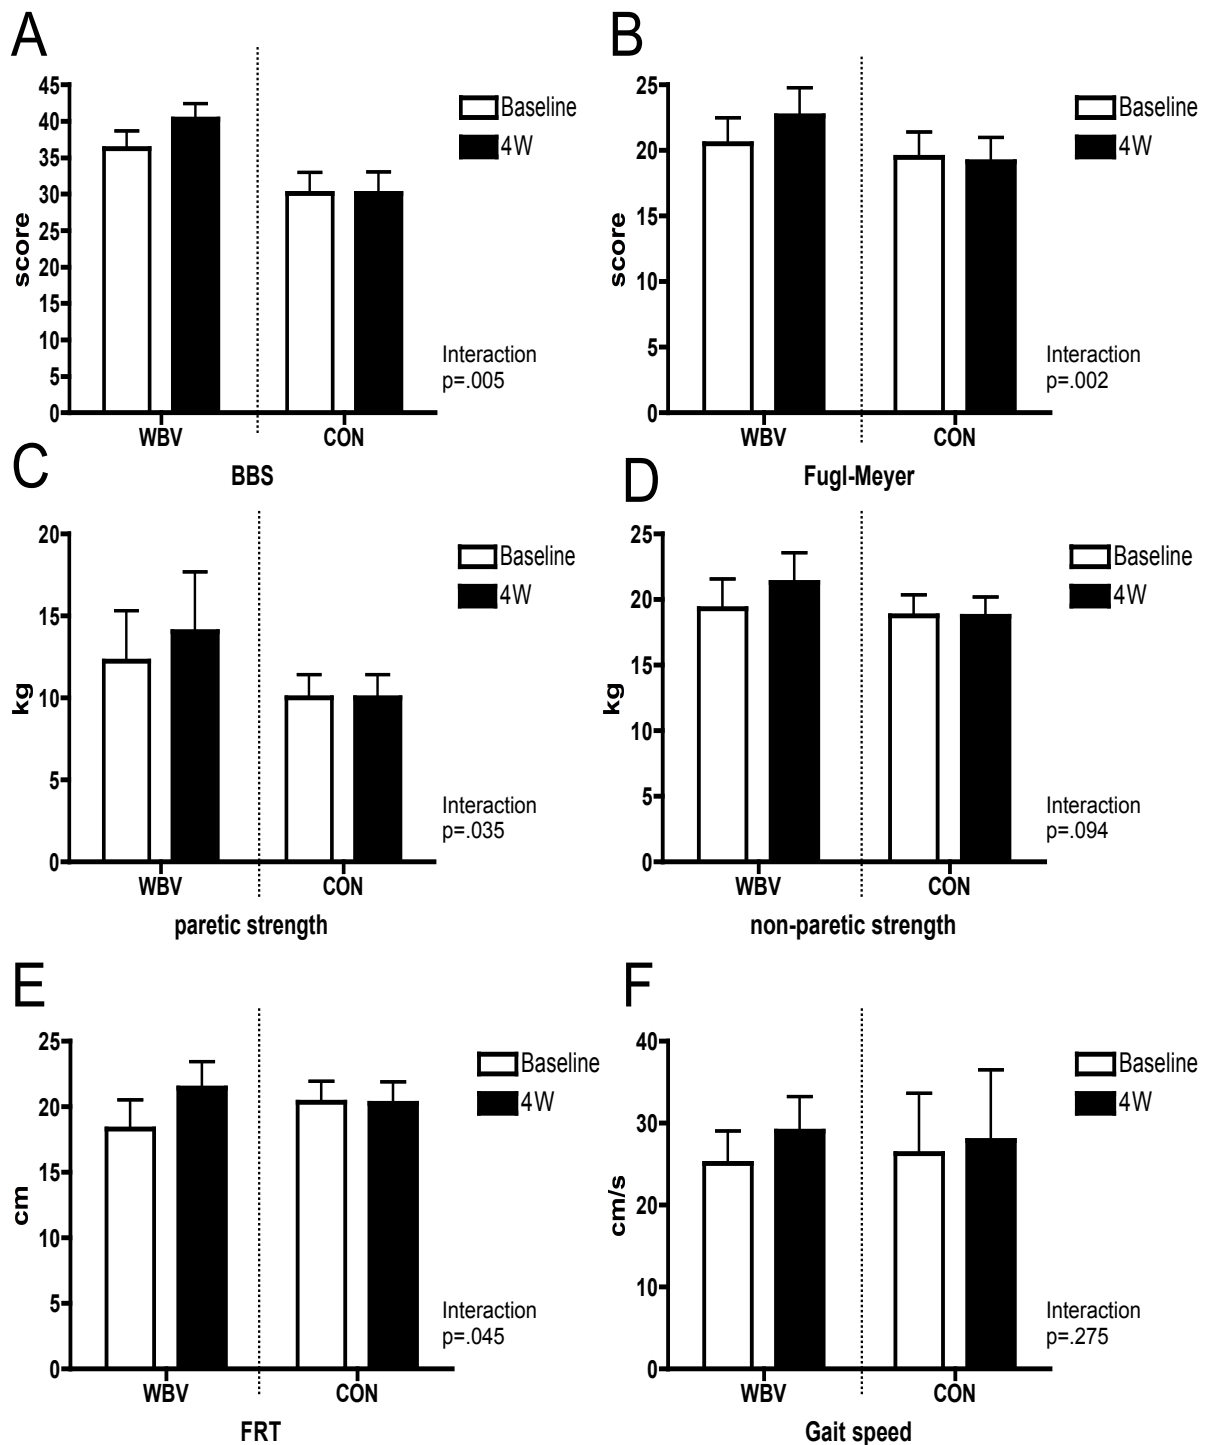 A
45
40
35
30
25
20
15
10
5
0
score
Baseline
4W
Interaction
p=.005
WBV CON
BBS
B
25
20
15
10
5
0
score
Baseline
4W
Interaction
p=.002
WBV CON
Fugl-Meyer
C
20
15
10
5
0
kg
Baseline
4W
Interaction
p=.035
WBV CON
paretic strength
D
25
20
15
10
5
0
kg
Baseline
4W
Interaction
p=.094
WBV CON
non-paretic strength
E
25
20
15
10
5
0
cm
Baseline
4W
Interaction
p=.045
WBV CON
FRT
F
40
30
20
10
0
cm/s
Baseline
4W
Interaction
p=.275
WBV CON
Gait speed